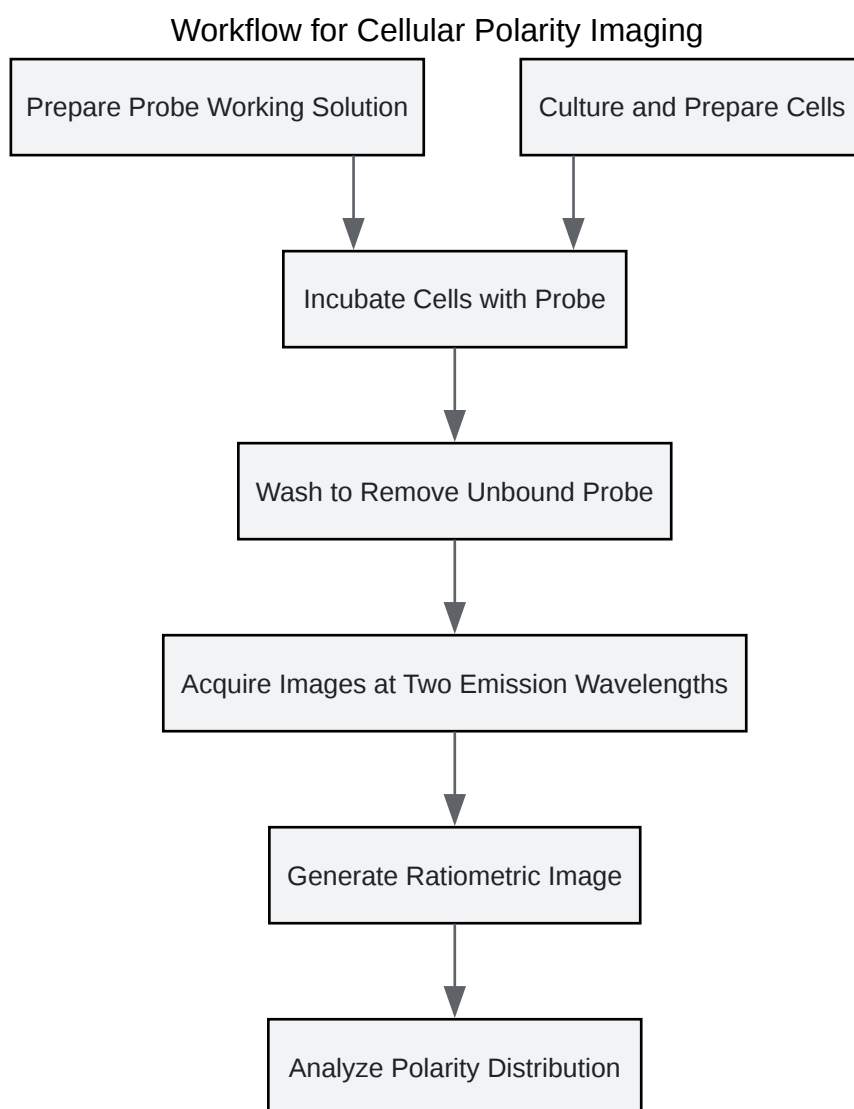 Workflow for Cellular Polarity Imaging
Prepare Probe Working Solution
Culture and Prepare Cells
Incubate Cells with Probe
Wash to Remove Unbound Probe
Acquire Images at Two Emission Wavelengths
Generate Ratiometric Image
Analyze Polarity Distribution